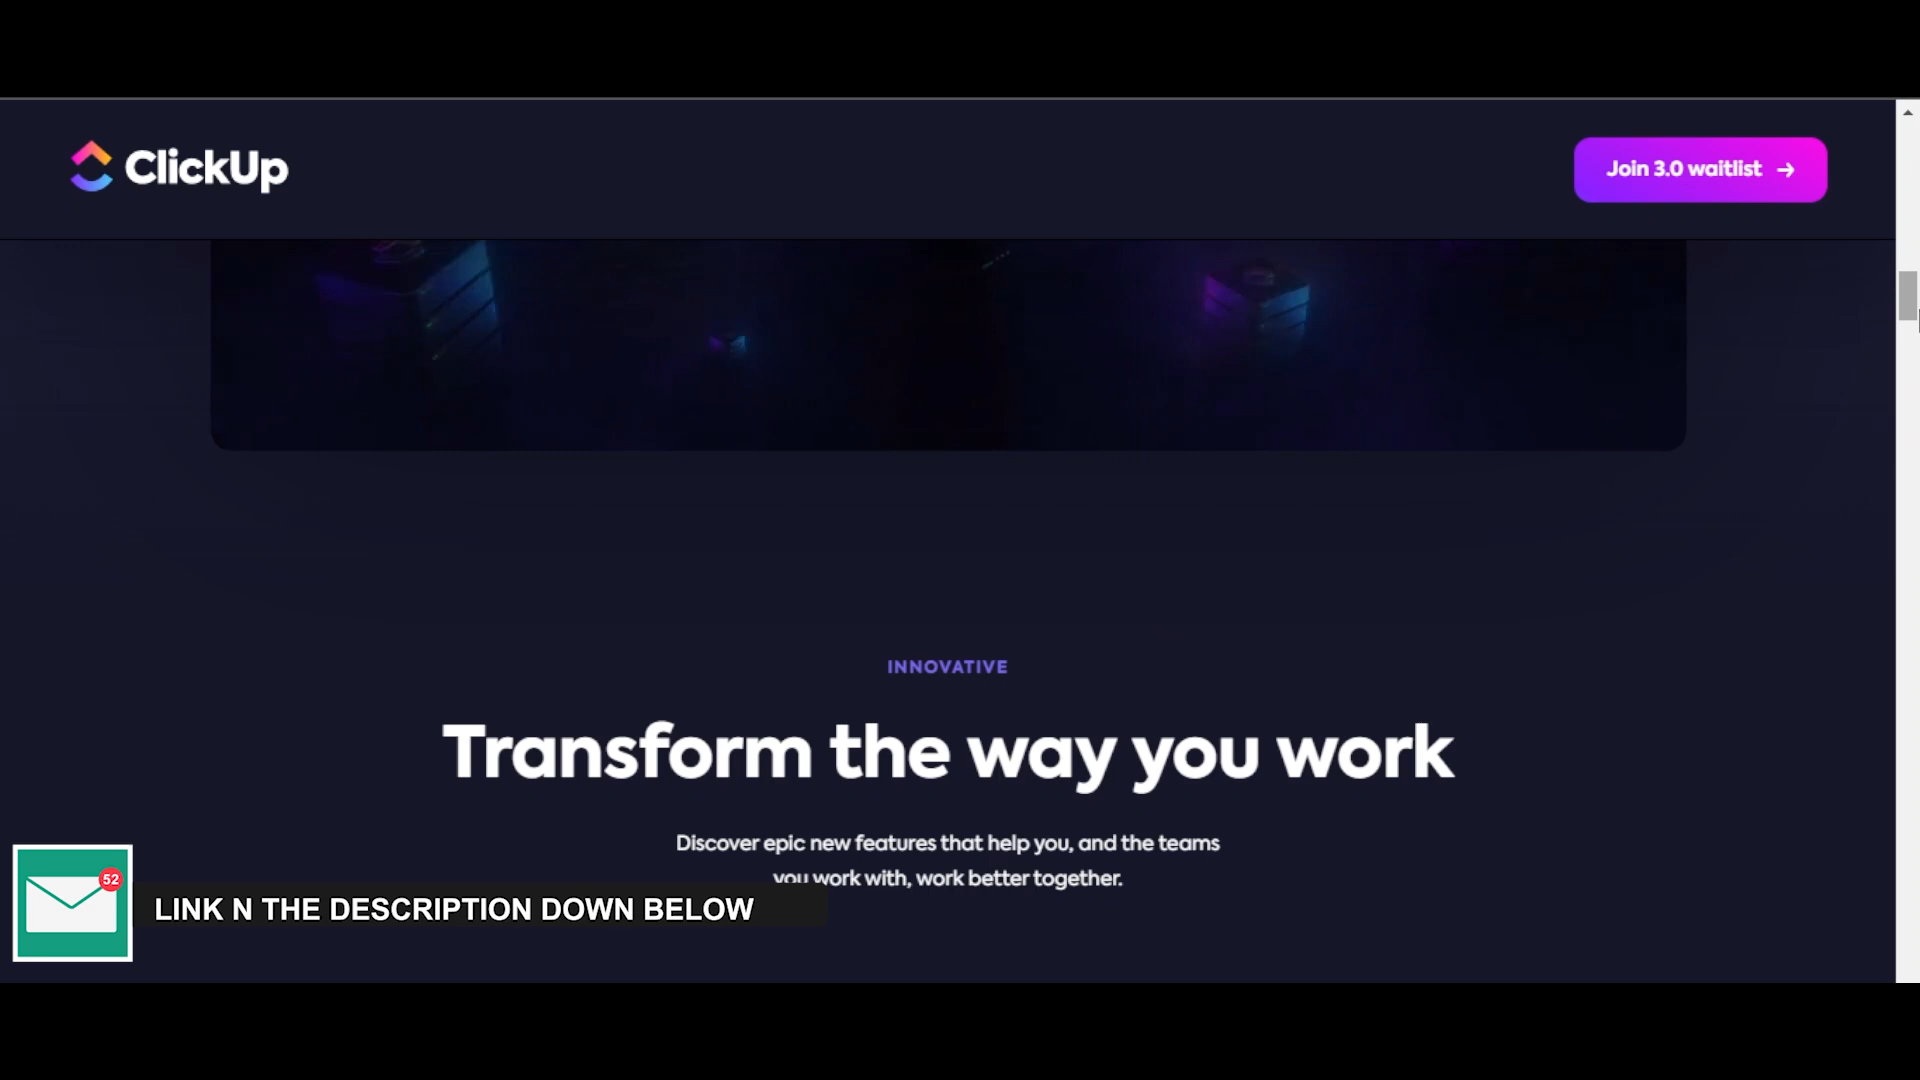 ClickUp
Join 3.0 waitlist →
INNOVATIVE
Transform the way you work
Discover epic new features that help you, and the teams
you work with, work better together.
52
LINK N THE DESCRIPTION DOWN BELOW